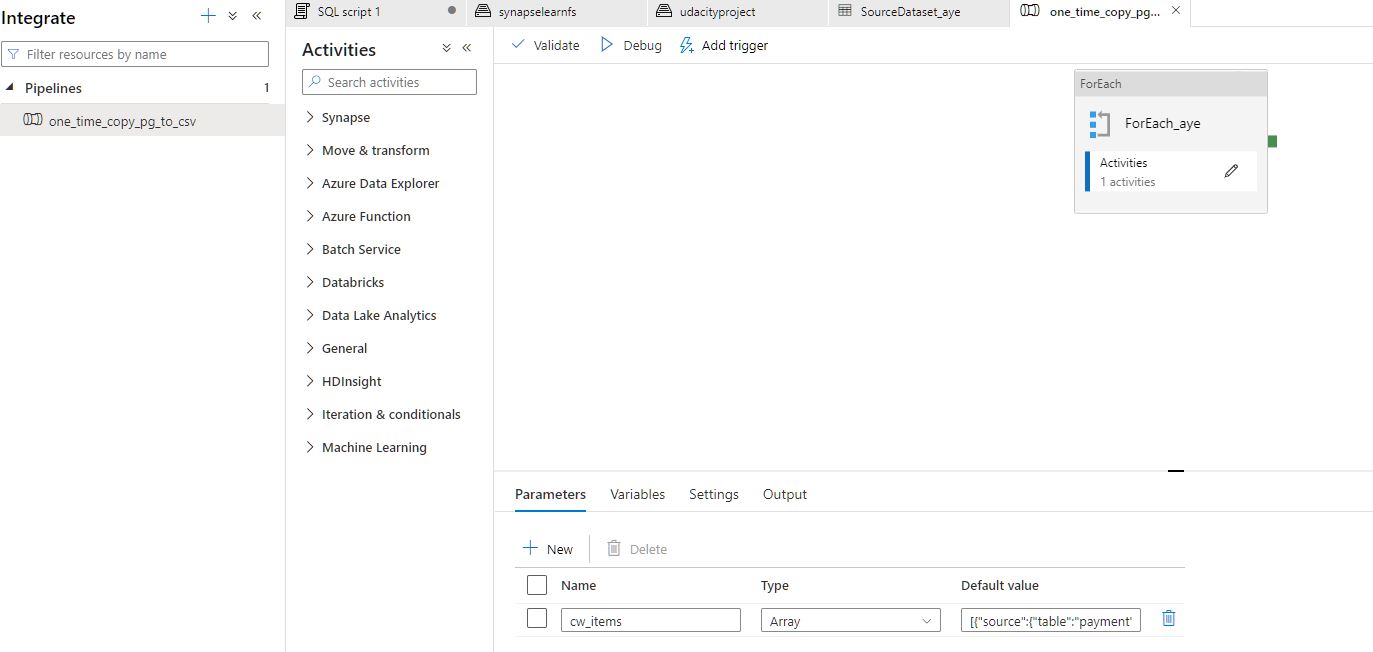 Integrate
Filter resources by name
Pipelines 1
one_time_copy_pg_to_csv
SQL script 1
synapselearnfs
udacityproject
SourceDataset_aye
one_time_copy_pg...
Activities
Search activities
Synapse
Move & transform
Azure Data Explorer
Azure Function
Batch Service
Databricks
Data Lake Analytics
General
HDInsight
Iteration & conditionals
Machine Learning
Validate Debug Add trigger
ForEach
ForEach_aye
Activities
1 activities
Parameters Variables Settings Output
New Delete
Name Type Default value
cw_items Array [{"source":{"table":"payment"